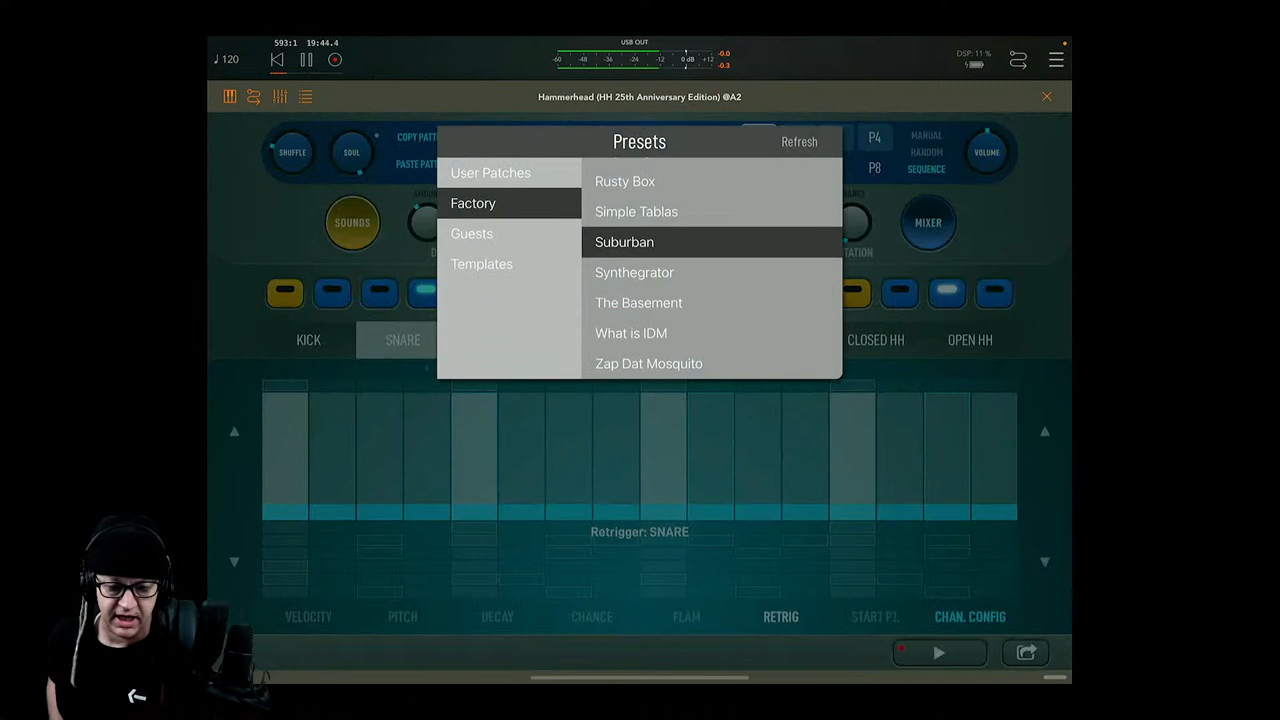 593:1 19:44.4
USB OUT
♩ 120
-60 -48 -36 -24 -12 0 dB +12
-0.0
-0.3
DSP: 11 %
Hammerhead (HH 25th Anniversary Edition) @A2
SHUFFLE
SOUL
COPY PATT
PASTE PAT
Presets
Refresh
P4
P8
MANUAL
RANDOM
SEQUENCE
VOLUME
User Patches
Factory
Guests
Templates
Rusty Box
Simple Tablas
Suburban
Synthegrator
The Basement
What is IDM
Zap Dat Mosquito
SOUNDS
MIXER
TATION
KICK
SNARE
CLOSED HH
OPEN HH
Retrigger: SNARE
VELOCITY
PITCH
DECAY
CHANCE
FLAM
RETRIG
START PT.
CHAN. CONFIG